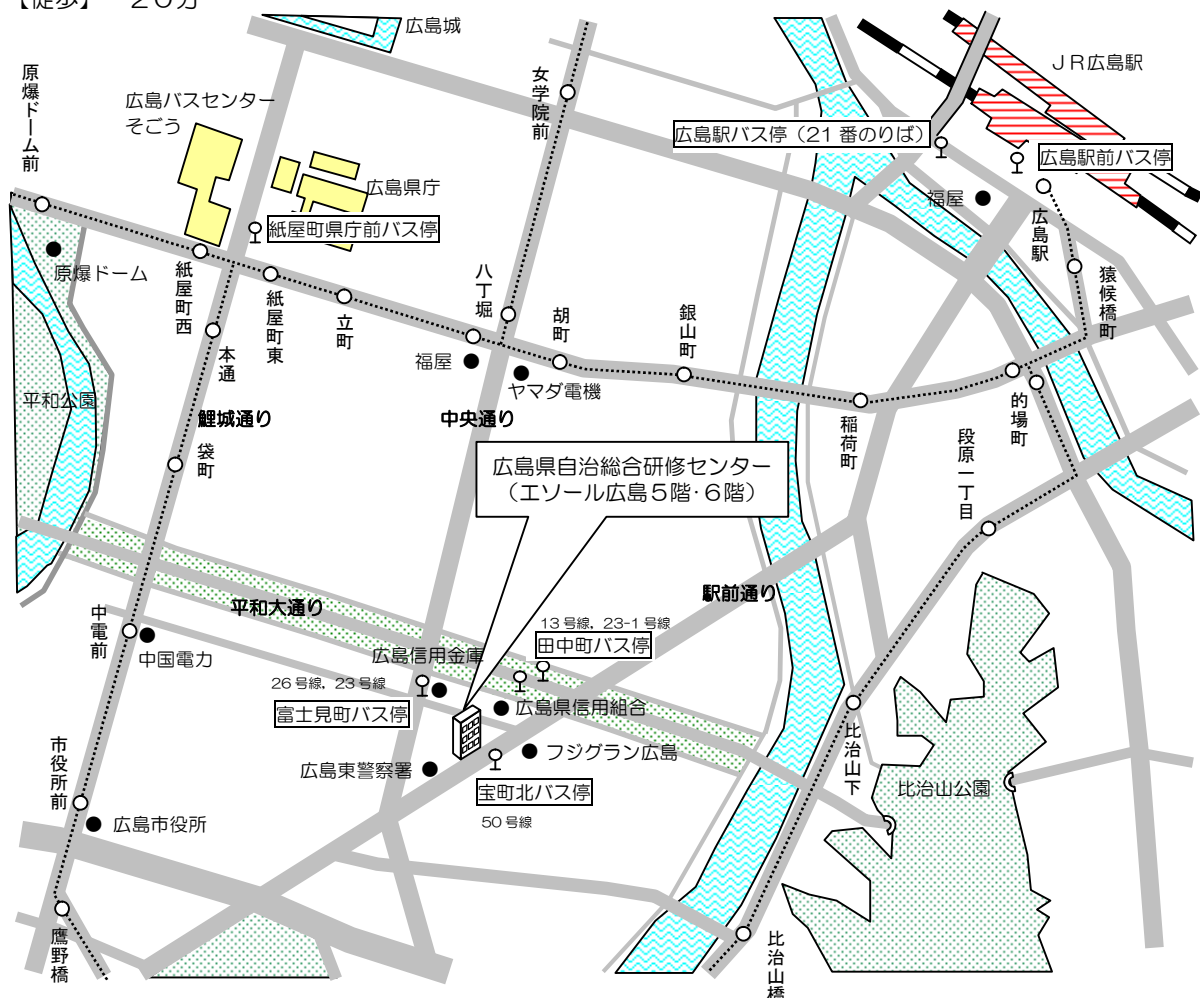 【徒歩】 20分
広島城
JR広島駅
原爆ドーム前
広島バスセンター
そごう
女学院前
広島駅バス停（21番のりば）
広島駅前バス停
広島県庁
福屋
紙屋町県庁前バス停
広島駅
原爆ドーム
紙屋町西
紙屋町東
立町
八丁堀
胡町
銀山町
猿候橋町
本通
福屋
ヤマダ電機
平和公園
鯉城通り
中央通り
稲荷町
的場町
袋町
段原一丁目
広島県自治総合研修センター
（エソール広島５階･６階）
平和大通り
駅前通り
中電前
13号線，23-1号線
田中町バス停
中国電力
広島信用金庫
26号線，23号線
富士見町バス停
広島県信用組合
比治山下
市役所前
フジグラン広島
広島東警察署
宝町北バス停
比治山公園
50号線
広島市役所
鷹野橋
比治山橋